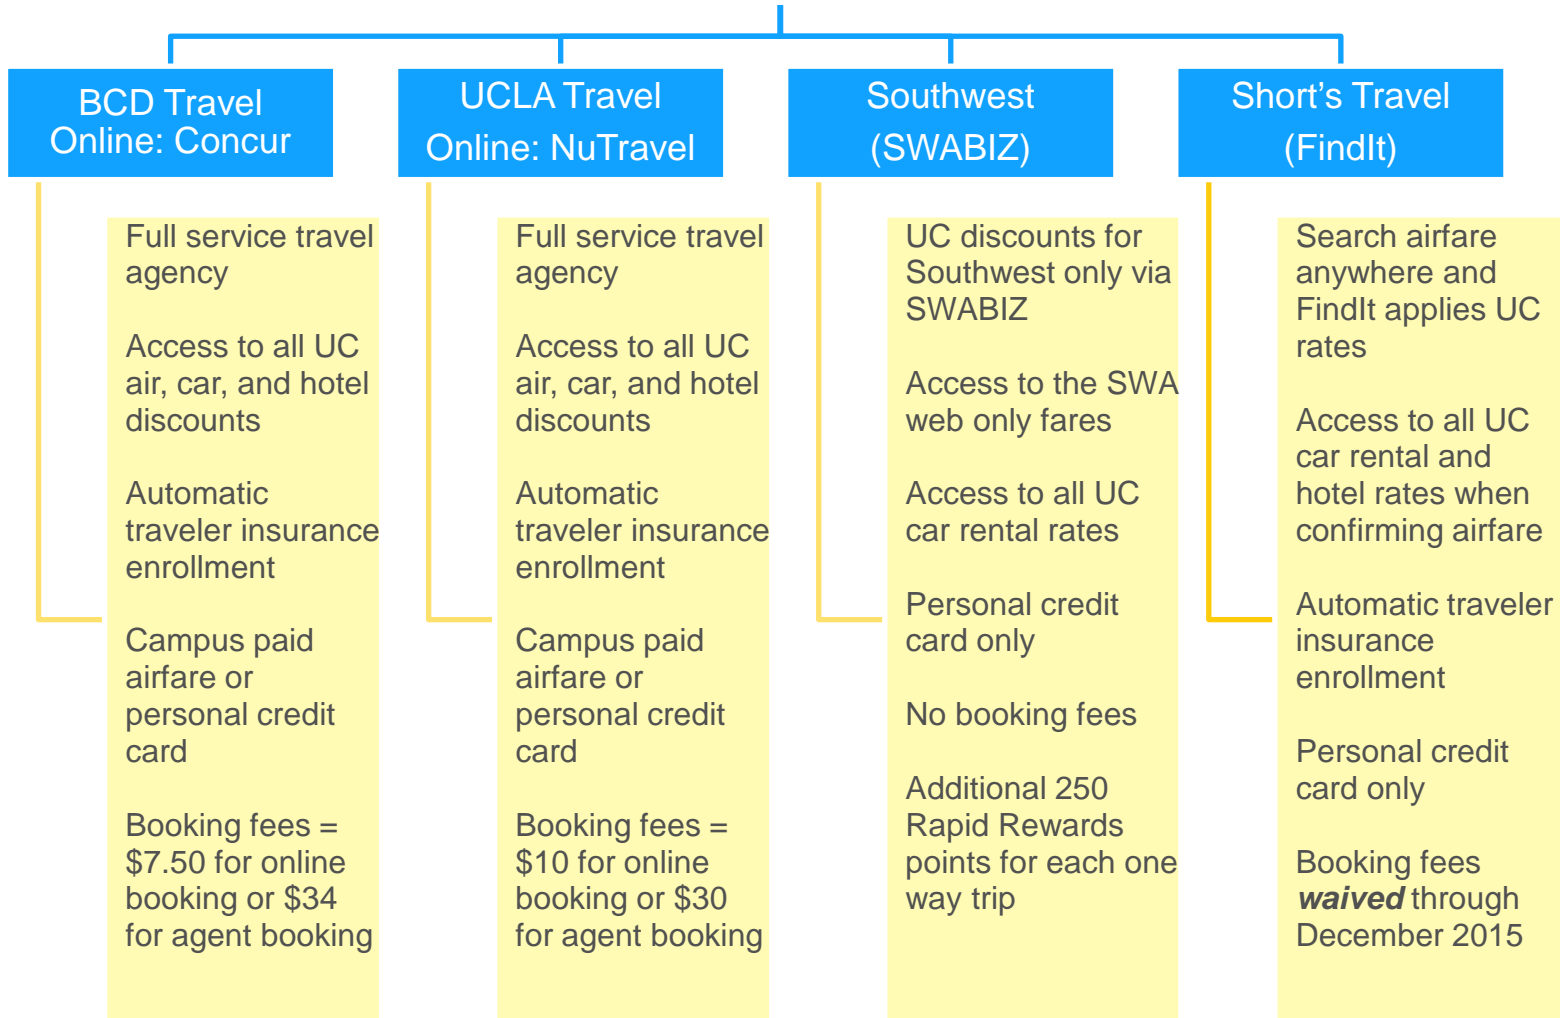 BCD Travel
Online: Concur
UCLA Travel
Online: NuTravel
Southwest
(SWABIZ)
Short's Travel
(FindIt)
Full service travel
agency
Access to all UC
air, car, and hotel
discounts
Automatic
traveler insurance
enrollment
Campus paid
airfare or
personal credit
card
Booking fees =
$7.50 for online
booking or $34
for agent booking
Full service travel
agency
Access to all UC
air, car, and hotel
discounts
Automatic
traveler insurance
enrollment
Campus paid
airfare or
personal credit
card
Booking fees =
$10 for online
booking or $30
for agent booking
UC discounts for
Southwest only via
SWABIZ
Access to the SWA
web only fares
Access to all UC
car rental rates
Personal credit
card only
No booking fees
Additional 250
Rapid Rewards
points for each one
way trip
Search airfare
anywhere and
FindIt applies UC
rates
Access to all UC
car rental and
hotel rates when
confirming airfare
Automatic traveler
insurance
enrollment
Personal credit
card only
Booking fees
waived through
December 2015